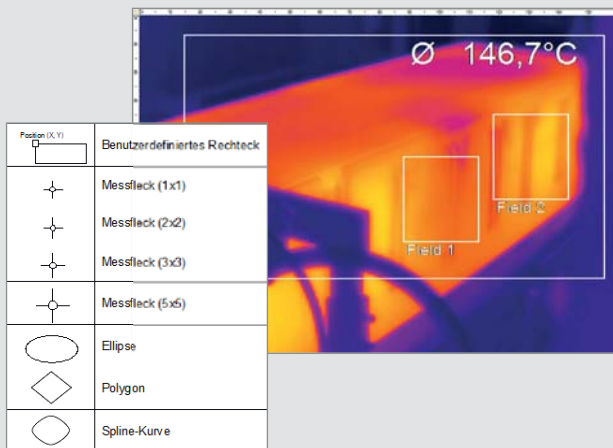 Ø 146,7°C
Field 2
Field 1
Position (X, Y)
Benutzerdefiniertes Rechteck
Messfleck (1x1)
Messfleck (2x2)
Messfleck (3x3)
Messfleck (5x5)
Ellipse
Polygon
Spline-Kurve